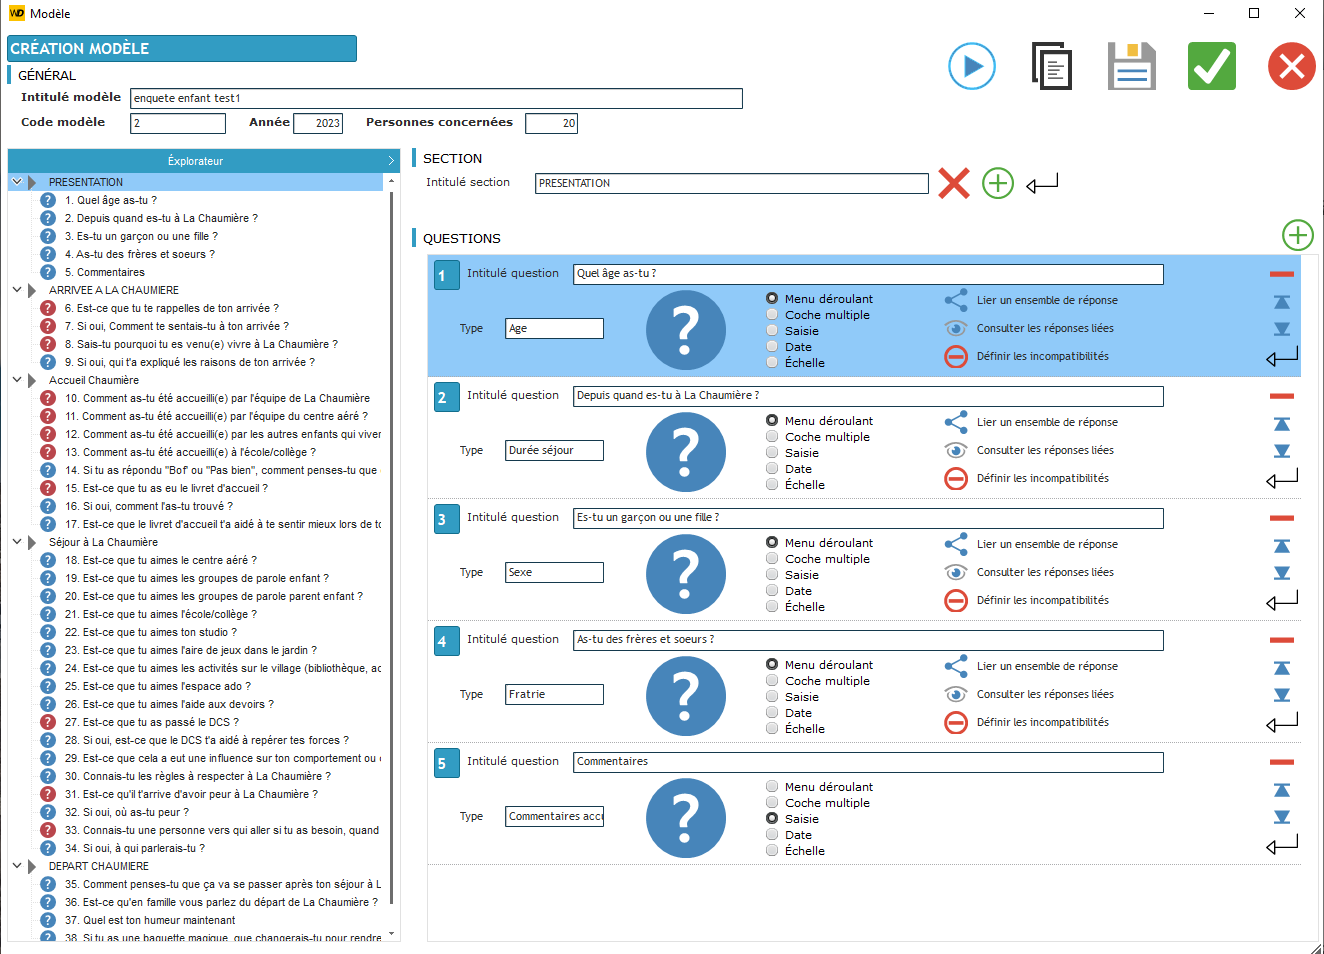 Modèle
CRÉATION MODÈLE
GÉNÉRAL
Intitulé modèle enquete enfant test1
Code modèle 2 Année 2023 Personnes concernées 20
Éxplorateur
PRESENTATION
1. Quel âge as-tu ?
2. Depuis quand es-tu à La Chaumière ?
3. Es-tu un garçon ou une fille ?
4. As-tu des frères et soeurs ?
5. Commentaires
ARRIVEE A LA CHAUMIERE
6. Est-ce que tu te rappelles de ton arrivée ?
7. Si oui, Comment te sentais-tu à ton arrivée ?
8. Sais-tu pourquoi tu es venu(e) vivre à La Chaumière ?
9. Si oui, qui t'a expliqué les raisons de ton arrivée ?
Accueil Chaumière
10. Comment as-tu été accueilli(e) par l'équipe de La Chaumière
11. Comment as-tu été accueilli(e) par l'équipe du centre aéré ?
12. Comment as-tu été accueilli(e) par les autres enfants qui viver
13. Comment as-tu été accueilli(e) à l'école/collège ?
14. Si tu as répondu "Bof' ou "Pas bien", comment penses-tu que
15. Est-ce que tu as eu le livret d'accueil ?
16. Si oui, comment l'as-tu trouvé ?
17. Est-ce que le livret d'accueil t'a aidé à te sentir mieux lors de to
Séjour à La Chaumière
18. Est-ce que tu aimes le centre aéré ?
19. Est-ce que tu aimes les groupes de parole enfant ?
20. Est-ce que tu aimes les groupes de parole parent enfant ?
21. Est-ce que tu aimes l'école/collège ?
22. Est-ce que tu aimes ton studio ?
23. Est-ce que tu aimes l'aire de jeux dans le jardin ?
24. Est-ce que tu aimes les activités sur le village (bibliothèque, ac
25. Est-ce que tu aimes l'espace ado ?
26. Est-ce que tu aimes l'aide aux devoirs ?
27. Est-ce que tu as passé le DCS ?
28. Si oui, est-ce que le DCS t'a aidé à repérer tes forces ?
29. Est-ce que cela a eut une influence sur ton comportement ou
30. Connais-tu les règles à respecter à La Chaumière ?
31. Est-ce qu'il t'arrive d'avoir peur à La Chaumière ?
32. Si oui, où as-tu peur ?
33. Connais-tu une personne vers qui aller si tu as besoin, quand
34. Si oui, à qui parlerais-tu ?
DEPART CHAUMIERE
35. Comment penses-tu que ça va se passer après ton séjour à L
36. Est-ce qu'en famille vous parlez du départ de La Chaumière ?
37. Quel est ton humeur maintenant
38. Si tu as une baguette magique, que changerais-tu pour rendre
SECTION
Intitulé section PRESENTATION
QUESTIONS
1 Intitulé question Quel âge as-tu ?
Type Age
Menu déroulant
Coche multiple
Saisie
Date
Échelle
Lier un ensemble de réponse
Consulter les réponses liées
Définir les incompatibilités
2 Intitulé question Depuis quand es-tu à La Chaumière ?
Type Durée séjour
Menu déroulant
Coche multiple
Saisie
Date
Échelle
Lier un ensemble de réponse
Consulter les réponses liées
Définir les incompatibilités
3 Intitulé question Es-tu un garçon ou une fille ?
Type Sexe
Menu déroulant
Coche multiple
Saisie
Date
Échelle
Lier un ensemble de réponse
Consulter les réponses liées
Définir les incompatibilités
4 Intitulé question As-tu des frères et soeurs ?
Type Fratrie
Menu déroulant
Coche multiple
Saisie
Date
Échelle
Lier un ensemble de réponse
Consulter les réponses liées
Définir les incompatibilités
5 Intitulé question Commentaires
Type Commentaires accu
Menu déroulant
Coche multiple
Saisie
Date
Échelle